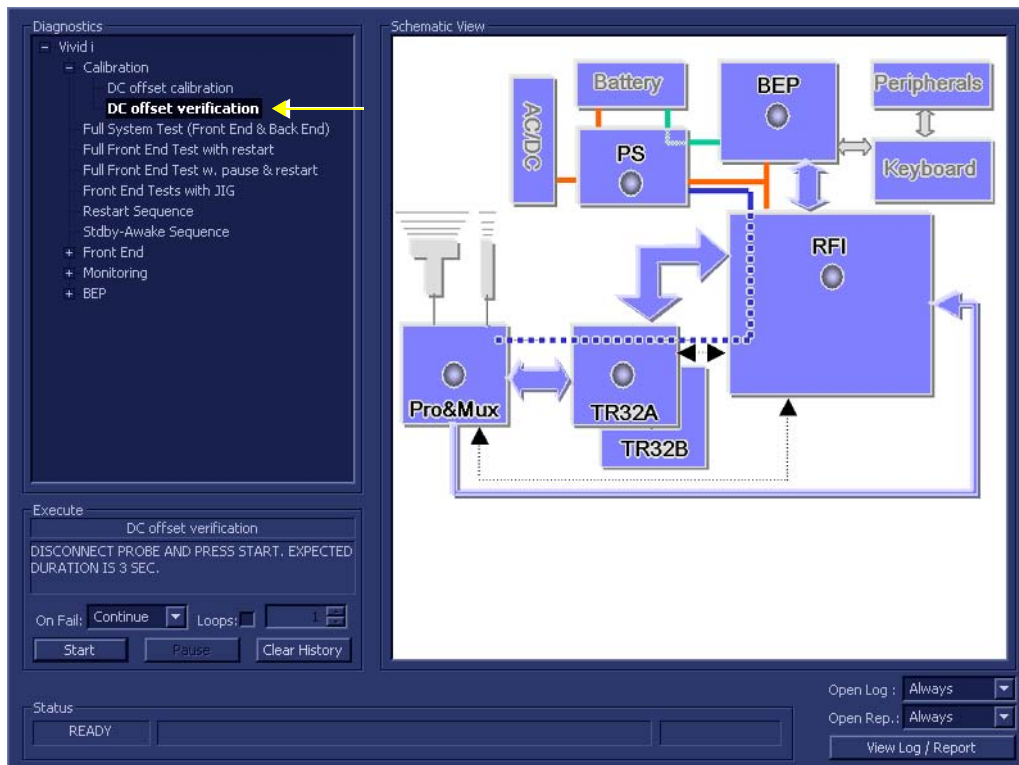 Diagnostics
Vivid i
Calibration
DC offset calibration
DC offset verification
Full System Test (Front End & Back End)
Full Front End Test with restart
Full Front End Test w. pause & restart
Front End Tests with JIG
Restart Sequence
Stdby-Awake Sequence
Front End
Monitoring
BEP
Execute
DC offset verification
DISCONNECT PROBE AND PRESS START. EXPECTED
DURATION IS 3 SEC.
On Fail: Continue Loops: 1
Start Pause Clear History
Schematic View
Battery
BEP
Peripherals
AC/DC
PS
Keyboard
RFI
Pro&Mux
TR32A
TR32B
Status
READY
Open Log : Always
Open Rep.: Always
View Log / Report